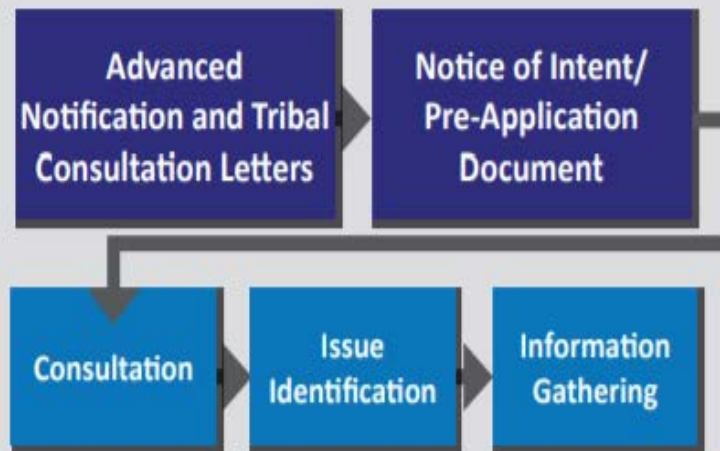 Advanced
Notification and Tribal
Consultation Letters
Notice of Intent/
Pre-Application
Document
Consultation
Issue
Identification
Information
Gathering